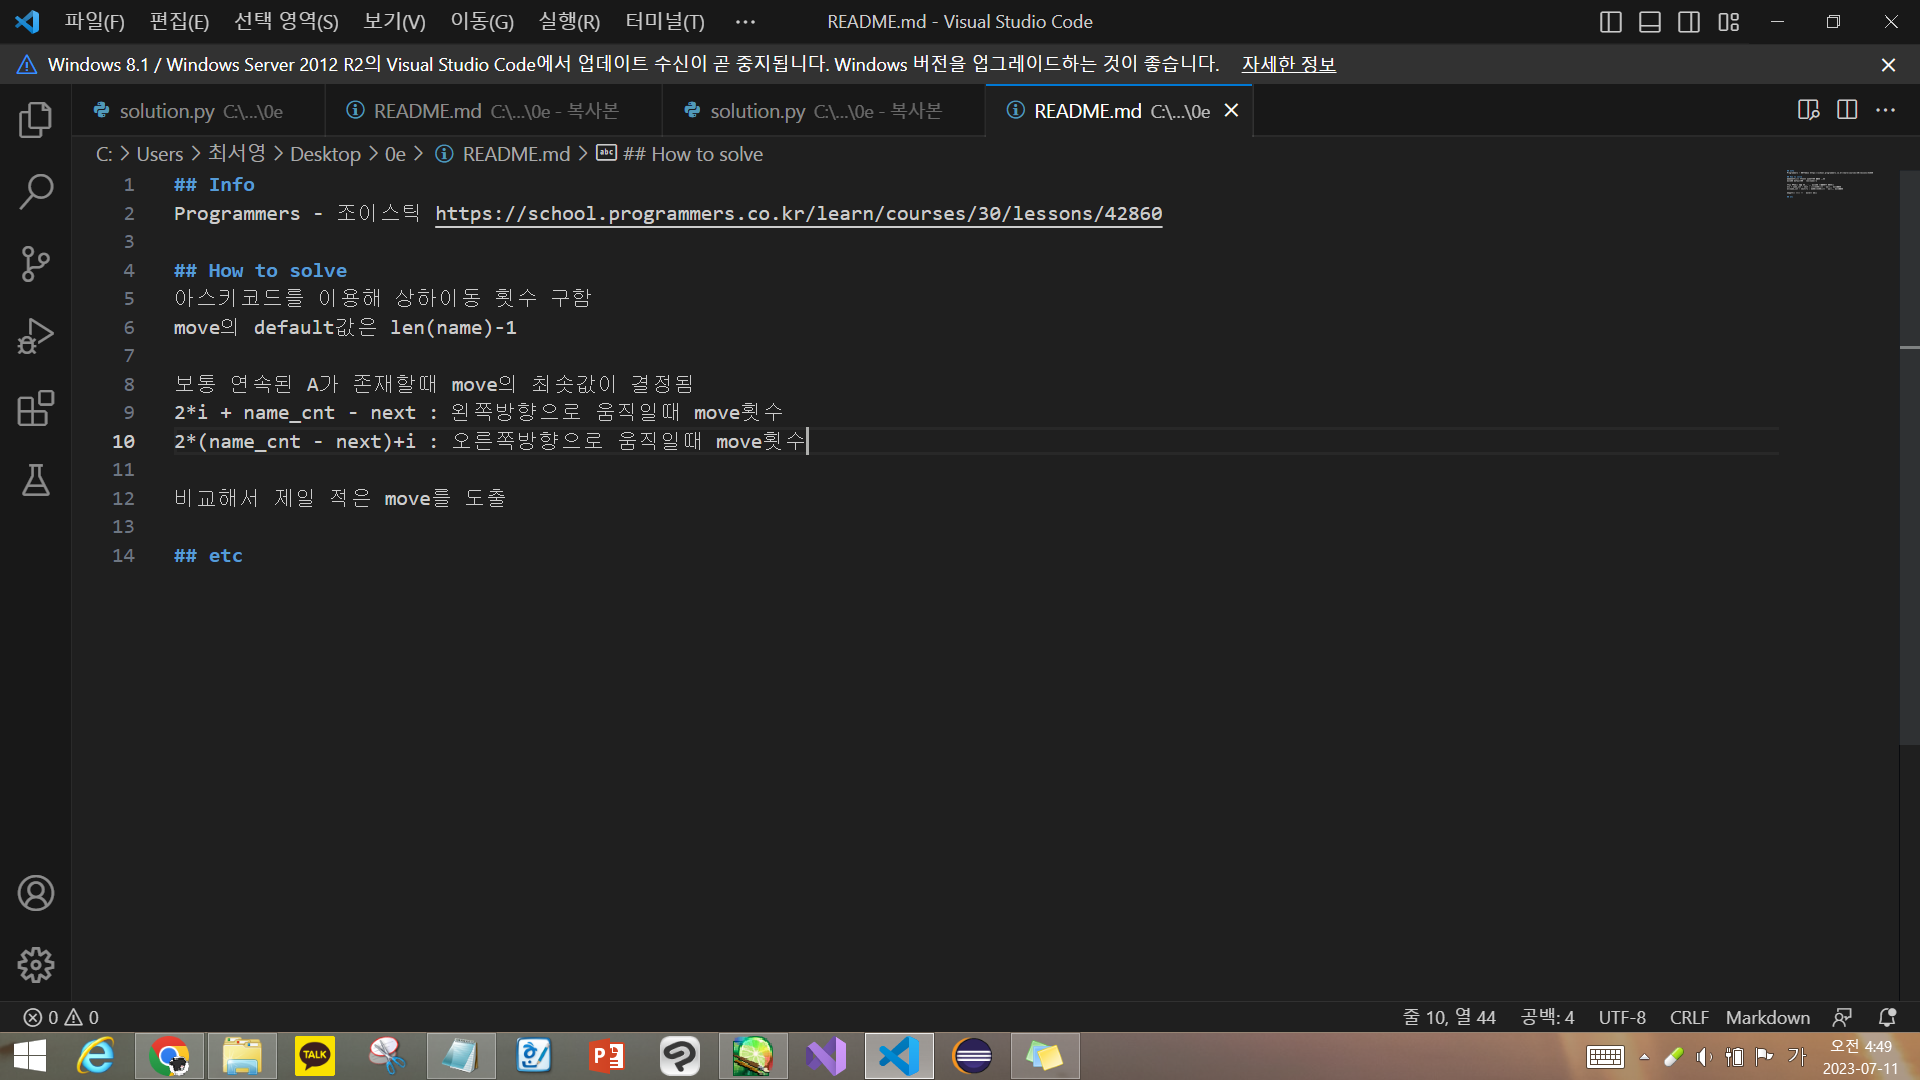 파일(F) 편집(E) 선택 영역(S) 보기(V) 이동(G) 실행(R) 터미널(T) ··· README.md - Visual Studio Code
Windows 8.1 / Windows Server 2012 R2의 Visual Studio Code에서 업데이트 수신이 곧 중지됩니다. Windows 버전을 업그레이드하는 것이 좋습니다. 자세한 정보
solution.py C:\...\0e README.md C:\...\0e - 복사본 solution.py C:\...\0e - 복사본 README.md C:\...\0e
C: > Users > 최서영 > Desktop > 0e > README.md > ## How to solve
1 ## Info
2 Programmers - 조이스틱 https://school.programmers.co.kr/learn/courses/30/lessons/42860
3
4 ## How to solve
5 아스키코드를 이용해 상하이동 횟수 구함
6 move의 default값은 len(name)-1
7
8 보통 연속된 A가 존재할때 move의 최솟값이 결정됨
9 2*i + name_cnt - next : 왼쪽방향으로 움직일때 move횟수
10 2*(name_cnt - next)+i : 오른쪽방향으로 움직일때 move횟수
11
12 비교해서 제일 적은 move를 도출
13
14 ## etc
0 0 줄 10, 열 44 공백: 4 UTF-8 CRLF Markdown
TALK 가 오전 4:49
2023-07-11